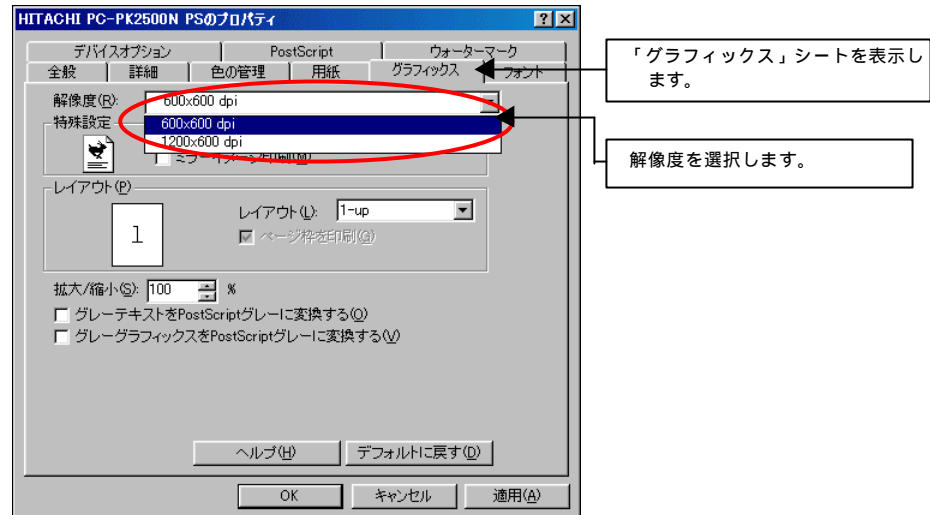 HITACHI PC-PK2500N PSのプロパティ
デバイスオプション PostScript ウォーターマーク
全般 詳細 色の管理 用紙 グラフィックス フォント
「グラフィックス」シートを表示し
ます。
解像度(R): 600x600 dpi
特殊設定
600x600 dpi
1200x600 dpi
ミラーイメージ印刷(M)
解像度を選択します。
レイアウト(P)
1
レイアウト(L): 1-up
ページ枠を印刷(G)
拡大/縮小(S): 100 %
グレーテキストをPostScriptグレーに変換する(O)
グレーグラフィックスをPostScriptグレーに変換する(V)
ヘルプ(H) デフォルトに戻す(D)
OK キャンセル 適用(A)